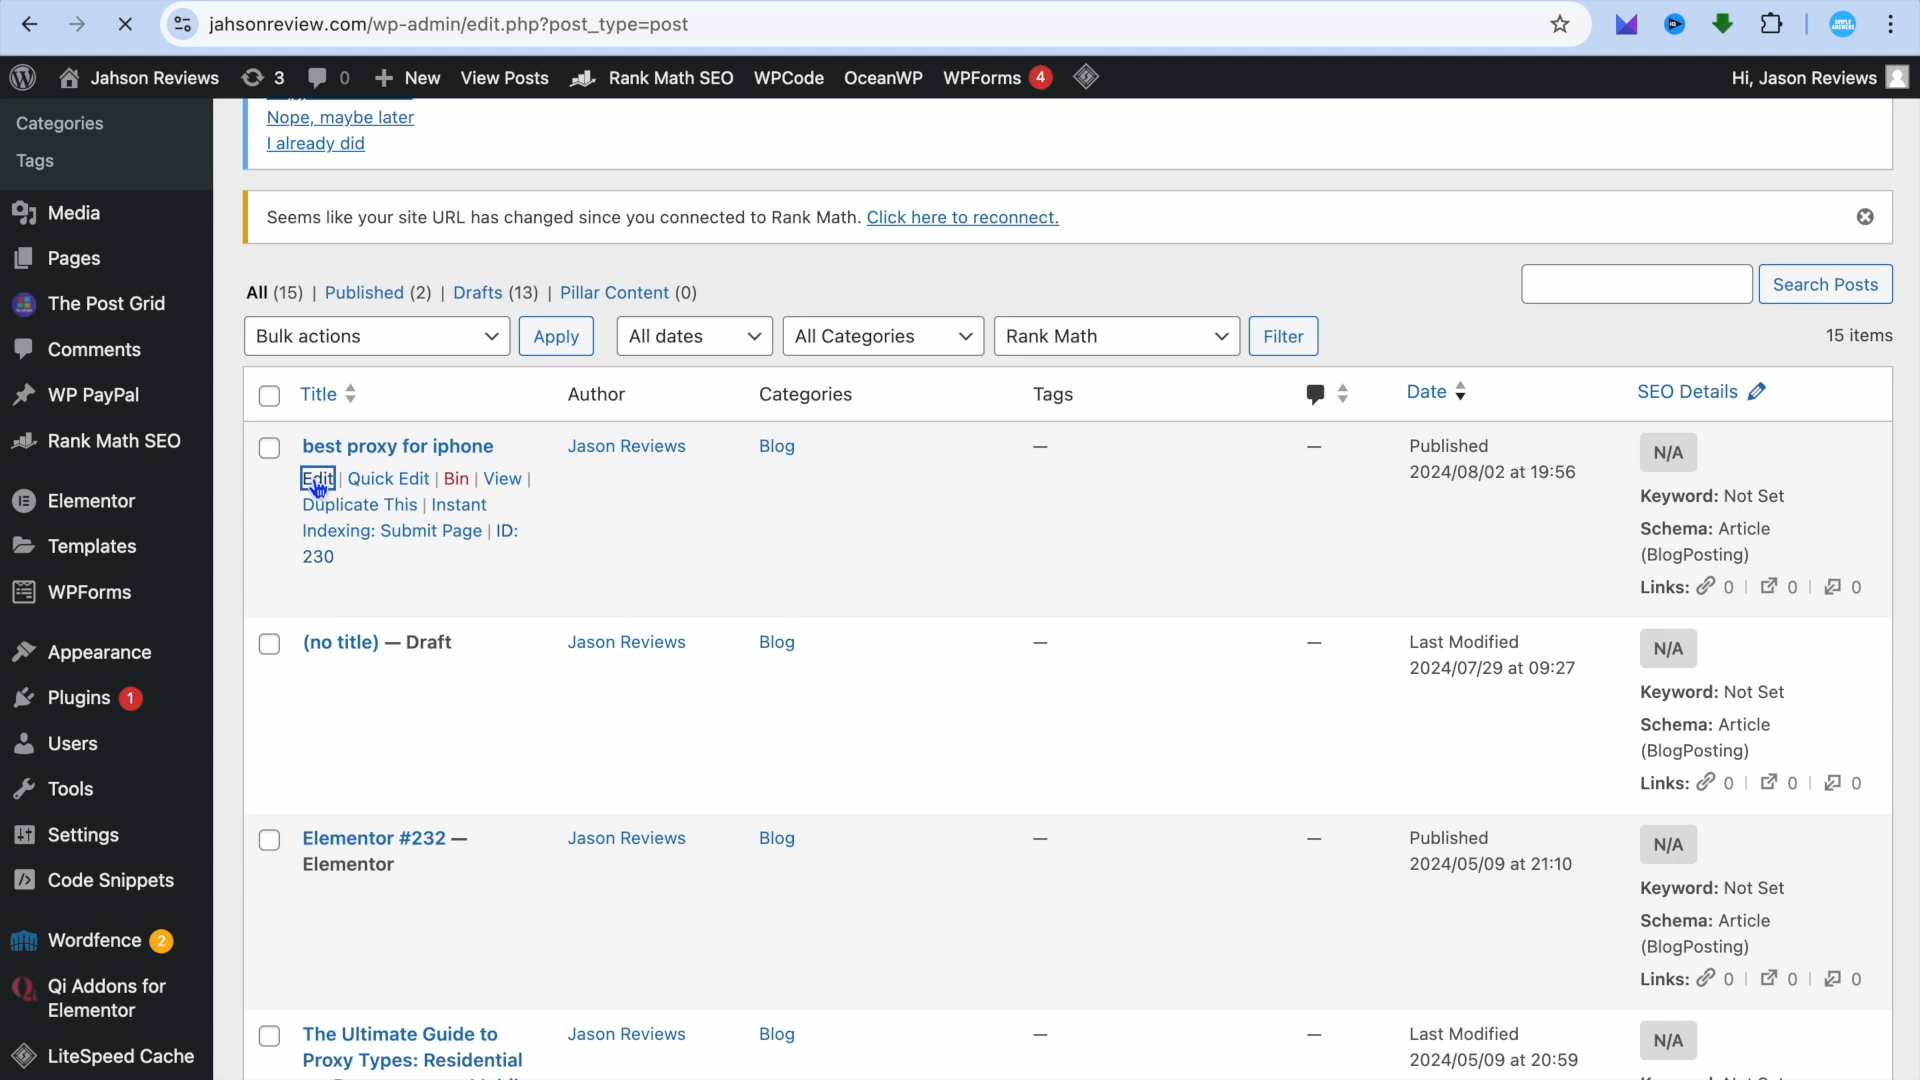 jahsonreview.com/wp-admin/edit.php?post_type=post
Jahson Reviews 3 0 New View Posts Rank Math SEO WPCode OceanWP WPForms 4 Hi, Jason Reviews
Categories
Tags
Media
Pages
The Post Grid
Comments
WP PayPal
Rank Math SEO
Elementor
Templates
WPForms
Appearance
Plugins 1
Users
Tools
Settings
Code Snippets
Wordfence 2
Qi Addons for
Elementor
LiteSpeed Cache
Nope, maybe later
I already did
Seems like your site URL has changed since you connected to Rank Math. Click here to reconnect.
All (15) | Published (2) | Drafts (13) | Pillar Content (0)
Search Posts
Bulk actions Apply All dates All Categories Rank Math Filter 15 items
Title Author Categories Tags Date SEO Details
best proxy for iphone Jason Reviews Blog — — Published N/A
2024/08/02 at 19:56
Edit | Quick Edit | Bin | View |
Duplicate This | Instant
Indexing: Submit Page | ID:
230
Keyword: Not Set
Schema: Article
(BlogPosting)
Links: 0 | 0 | 0
(no title) — Draft Jason Reviews Blog — — Last Modified N/A
2024/07/29 at 09:27
Keyword: Not Set
Schema: Article
(BlogPosting)
Links: 0 | 0 | 0
Elementor #232 — Jason Reviews Blog — — Published N/A
Elementor 2024/05/09 at 21:10
Keyword: Not Set
Schema: Article
(BlogPosting)
Links: 0 | 0 | 0
The Ultimate Guide to Jason Reviews Blog — — Last Modified N/A
Proxy Types: Residential 2024/05/09 at 20:59